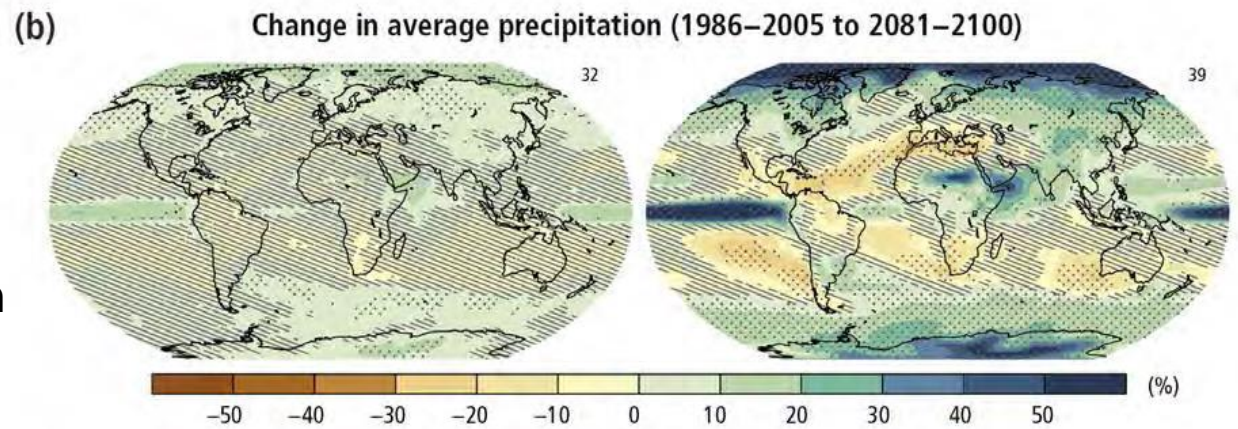 (b) Change in average precipitation (1986–2005 to 2081–2100)
32 39
n
(%)
−50 −40 −30 −20 −10 0 10 20 30 40 50